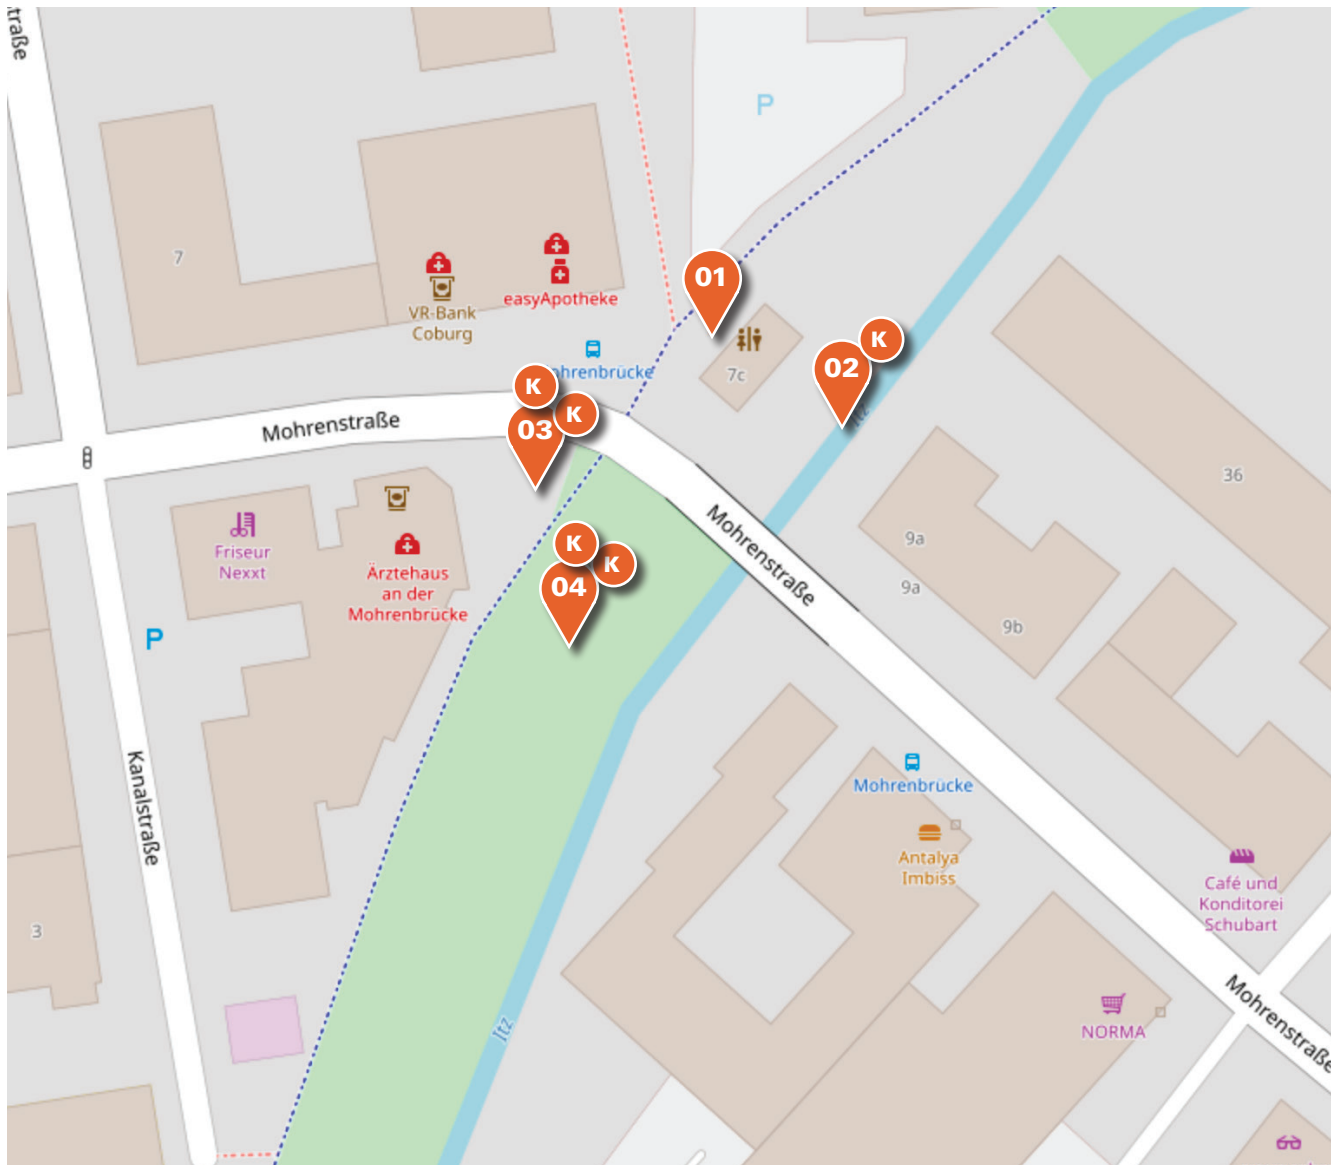 traße
P
7
01
easyApotheke
VR-Bank
Coburg
K
02
7c
ohrenbrücke
K
K
03
Mohrenstraße
Itz
36
Mohrenstraße
9a
K
K
04
9a
9b
Friseur
Nexxt
Ärztehaus
an der
Mohrenbrücke
P
Kanalstraße
Mohrenbrücke
Antalya
Imbiss
Café und
Konditorei
Schubart
3
Itz
NORMA
Mohrenstraße